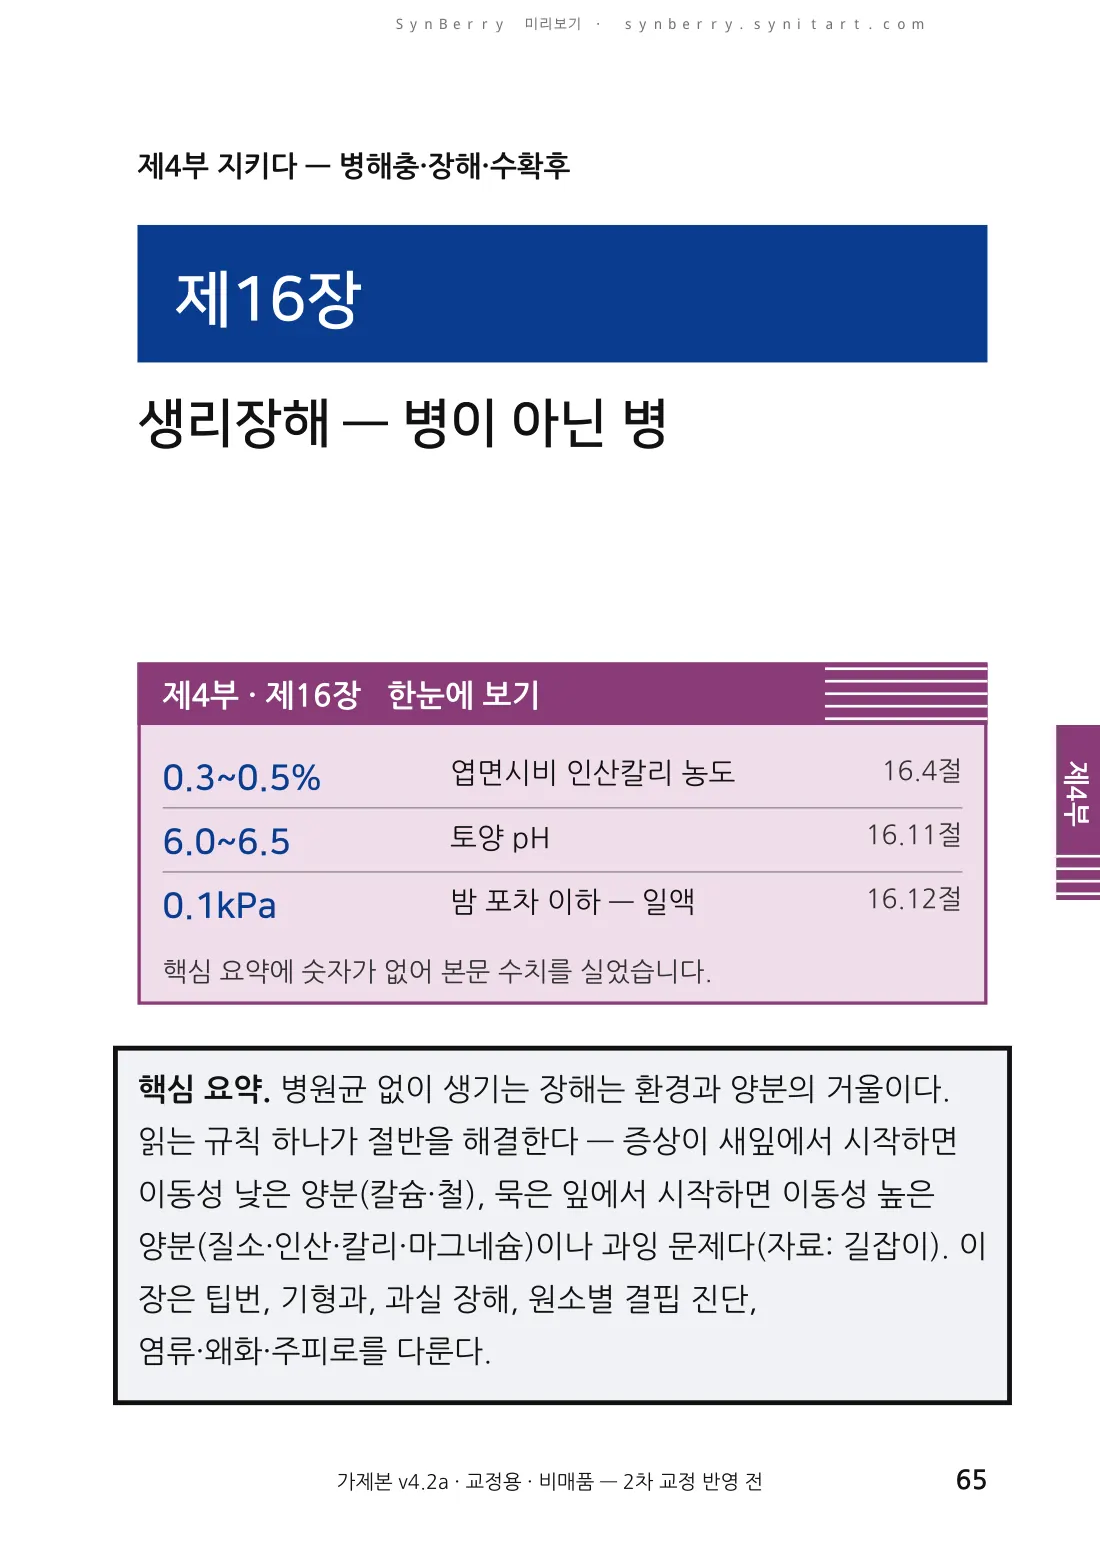 SynBerry 미리보기 · synberry.synitart.com
제4부 지키다 — 병해충·장해·수확후
제16장
생리장해 — 병이 아닌 병
제4부 · 제16장 한눈에 보기
0.3~0.5% 엽면시비 인산칼리 농도 16.4절
6.0~6.5 토양 pH 16.11절
0.1kPa 밤 포차 이하 — 일액 16.12절
핵심 요약에 숫자가 없어 본문 수치를 실었습니다.
제4부
핵심 요약. 병원균 없이 생기는 장해는 환경과 양분의 거울이다.
읽는 규칙 하나가 절반을 해결한다 — 증상이 새잎에서 시작하면
이동성 낮은 양분(칼슘·철), 묵은 잎에서 시작하면 이동성 높은
양분(질소·인산·칼리·마그네슘)이나 과잉 문제다(자료: 길잡이). 이
장은 팁번, 기형과, 과실 장해, 원소별 결핍 진단,
염류·왜화·주피로를 다룬다.
가제본 v4.2a · 교정용 · 비매품 — 2차 교정 반영 전 65